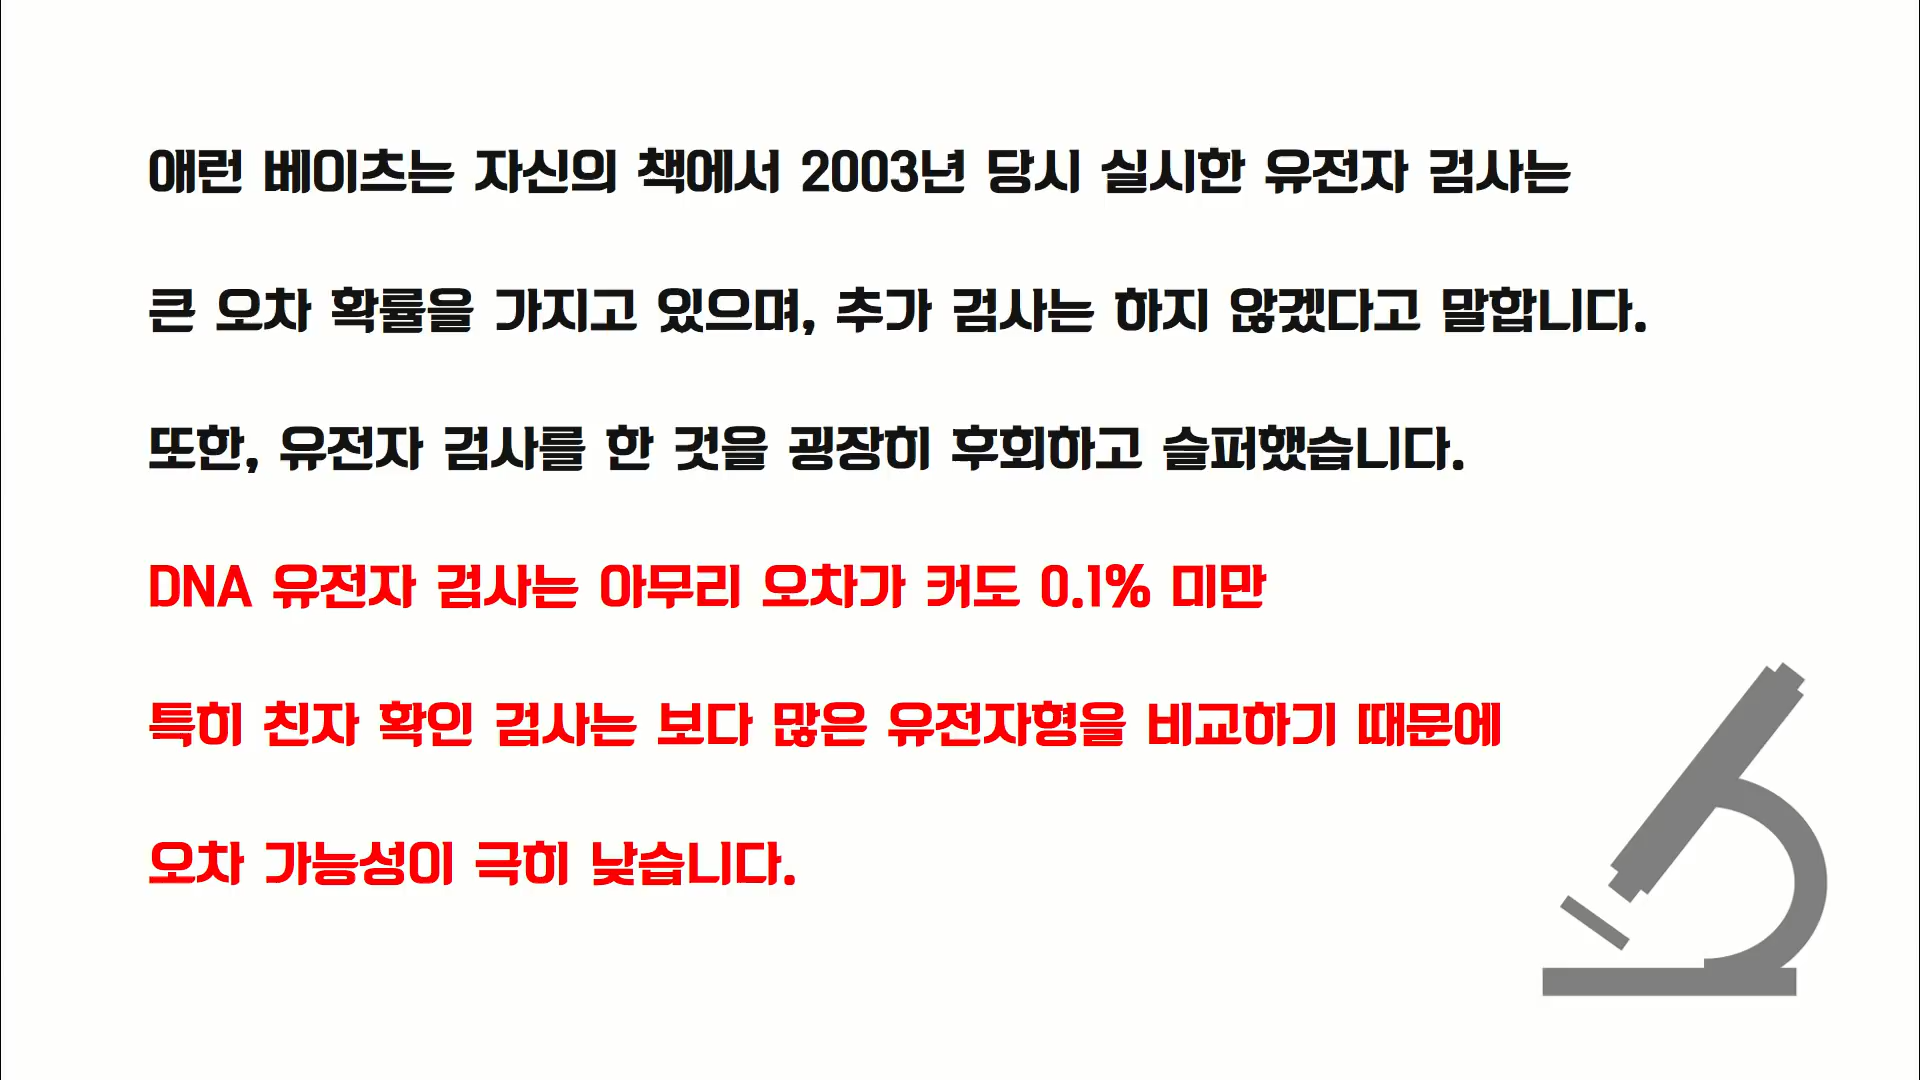 애런 베이츠는 자신의 책에서 2003년 당시 실시한 유전자 검사는
큰 오차 확률을 가지고 있으며, 추가 검사는 하지 않겠다고 말합니다.
또한, 유전자 검사를 한 것을 굉장히 후회하고 슬퍼했습니다.
DNA 유전자 검사는 아무리 오차가 커도 0.1% 미만
특히 친자 확인 검사는 보다 많은 유전자형을 비교하기 때문에
오차 가능성이 극히 낮습니다.